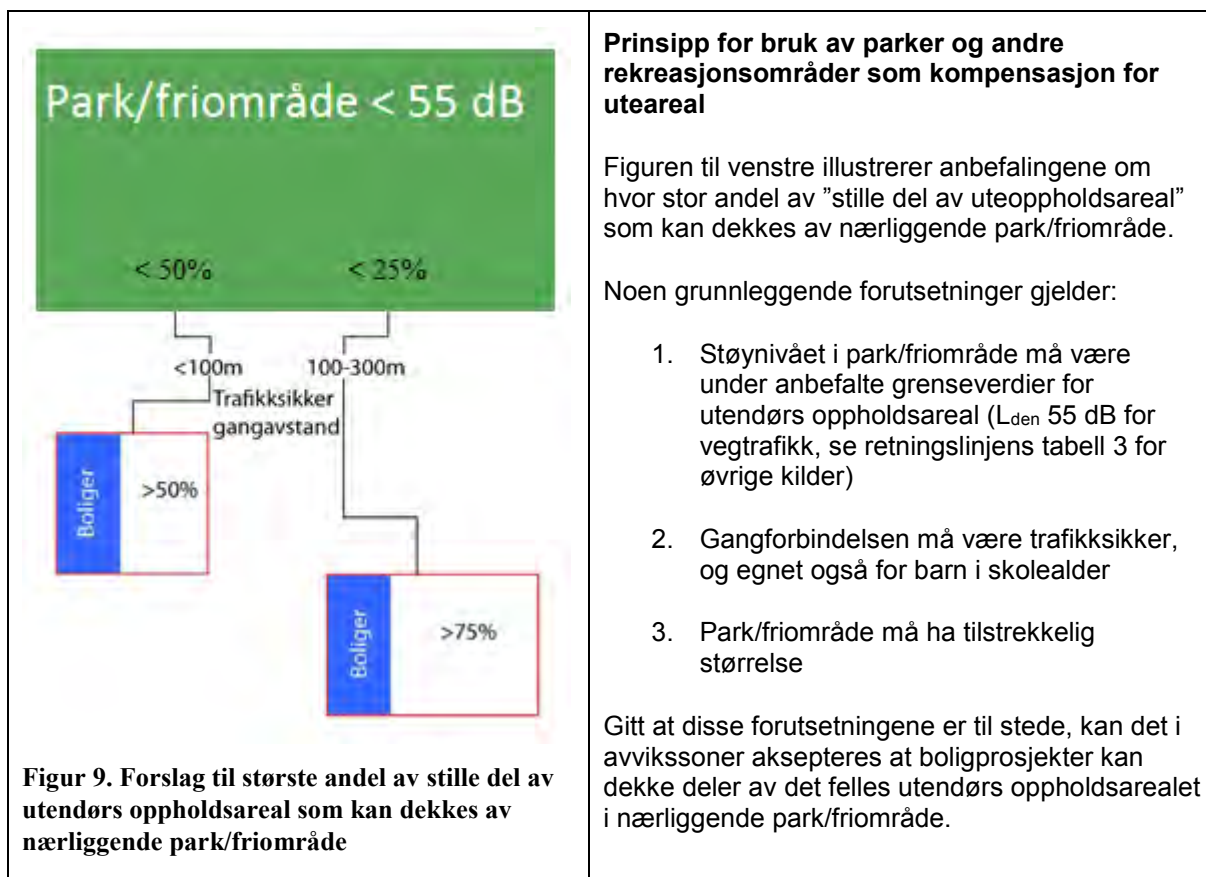 Park/friområde < 55 dB
< 50%
< 25%
<100m
100-300m
Trafikksikker
gangavstand
Boliger
>50%
Boliger
>75%
Figur 9. Forslag til største andel av stille del av
utendørs oppholdsareal som kan dekkes av
nærliggende park/friområde
Prinsipp for bruk av parker og andre
rekreasjonsområder som kompensasjon for
uteareal
Figuren til venstre illustrerer anbefalingene om
hvor stor andel av ”stille del av uteoppholdsareal”
som kan dekkes av nærliggende park/friområde.
Noen grunnleggende forutsetninger gjelder:
1. Støynivået i park/friområde må være
under anbefalte grenseverdier for
utendørs oppholdsareal (Lden 55 dB for
vegtrafikk, se retningslinjens tabell 3 for
øvrige kilder)
2. Gangforbindelsen må være trafikksikker,
og egnet også for barn i skolealder
3. Park/friområde må ha tilstrekkelig
størrelse
Gitt at disse forutsetningene er til stede, kan det i
avvikssoner aksepteres at boligprosjekter kan
dekke deler av det felles utendørs oppholdsarealet
i nærliggende park/friområde.